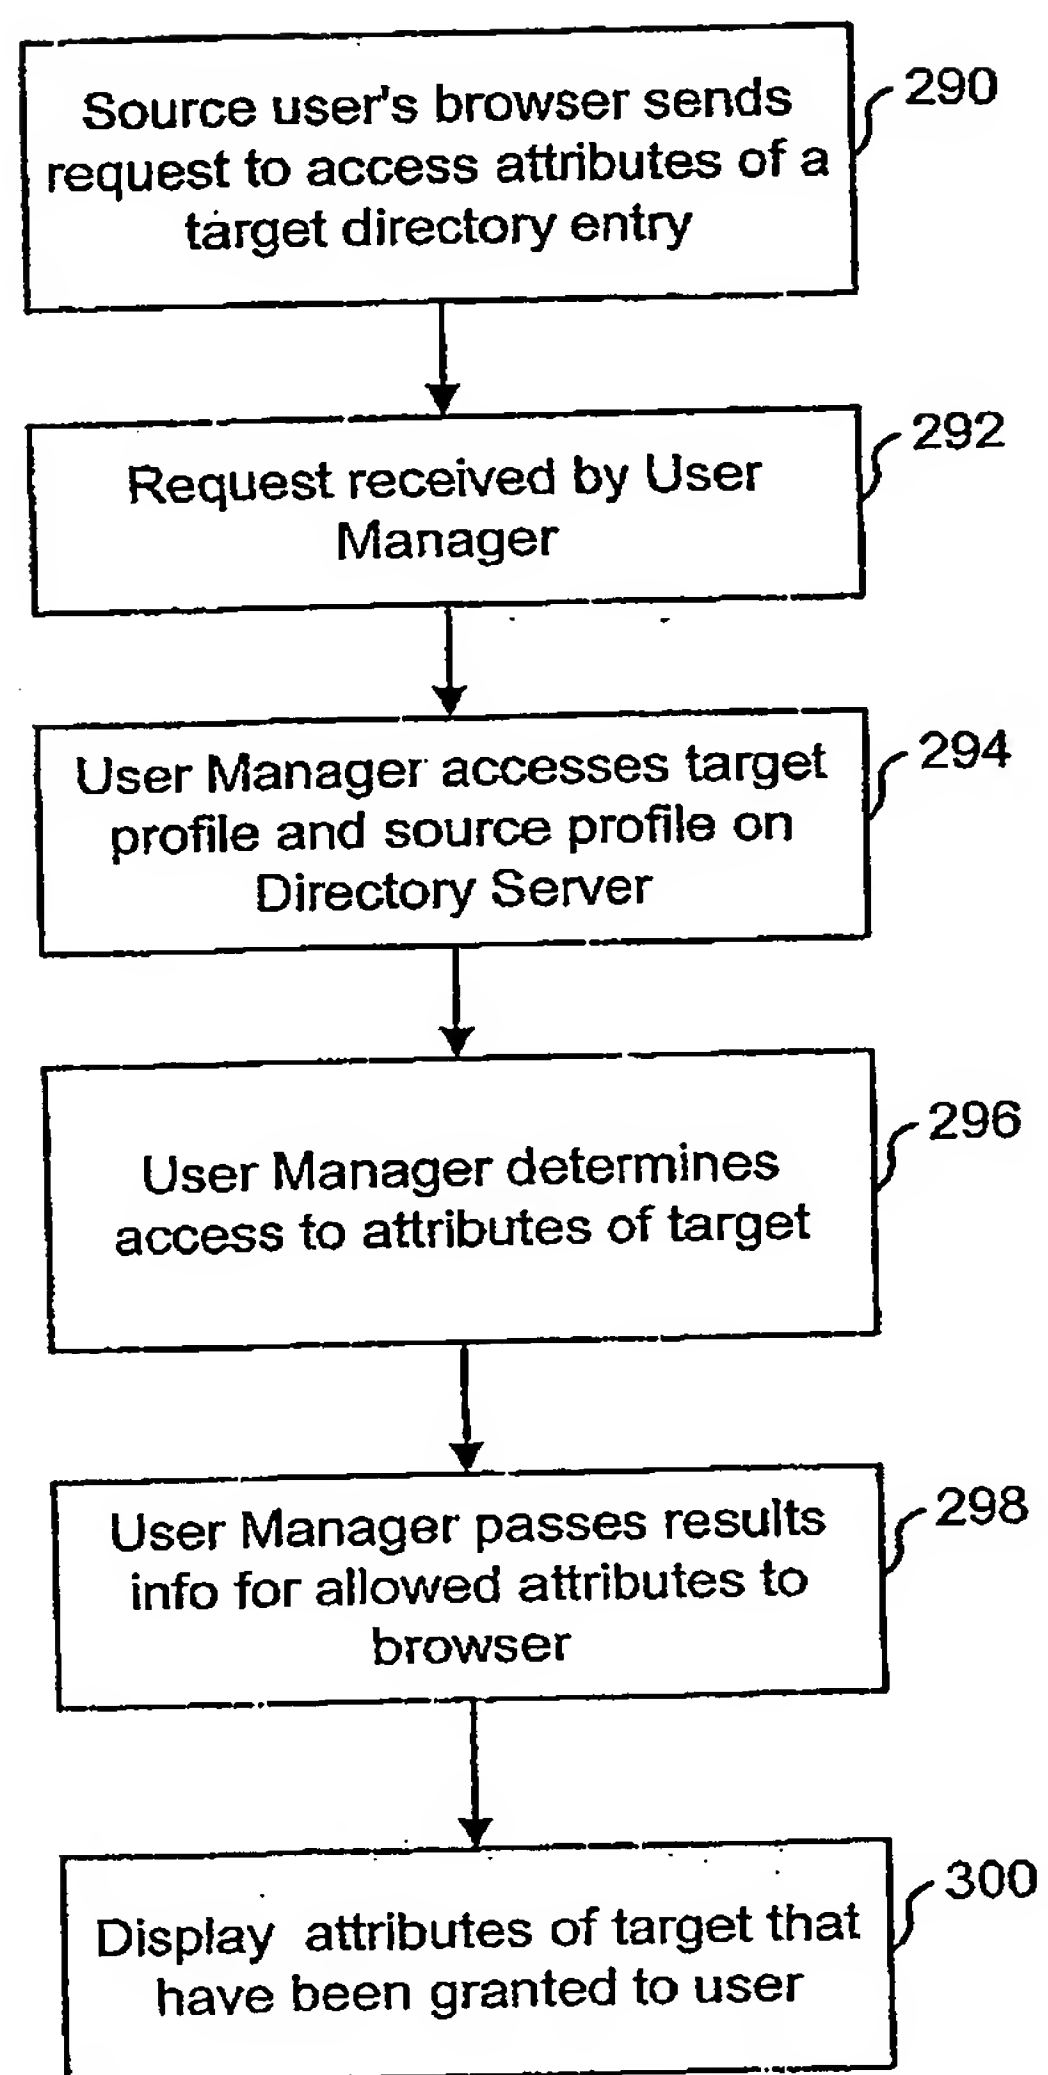 Source user's browser sends
request to access attributes of a
target directory entry
290
Request received by User
Manager
292
User Manager accesses target
profile and source profile on
Directory Server
294
User Manager determines
access to attributes of target
296
User Manager passes results
info for allowed attributes to
browser
298
Display attributes of target that
have been granted to user
300